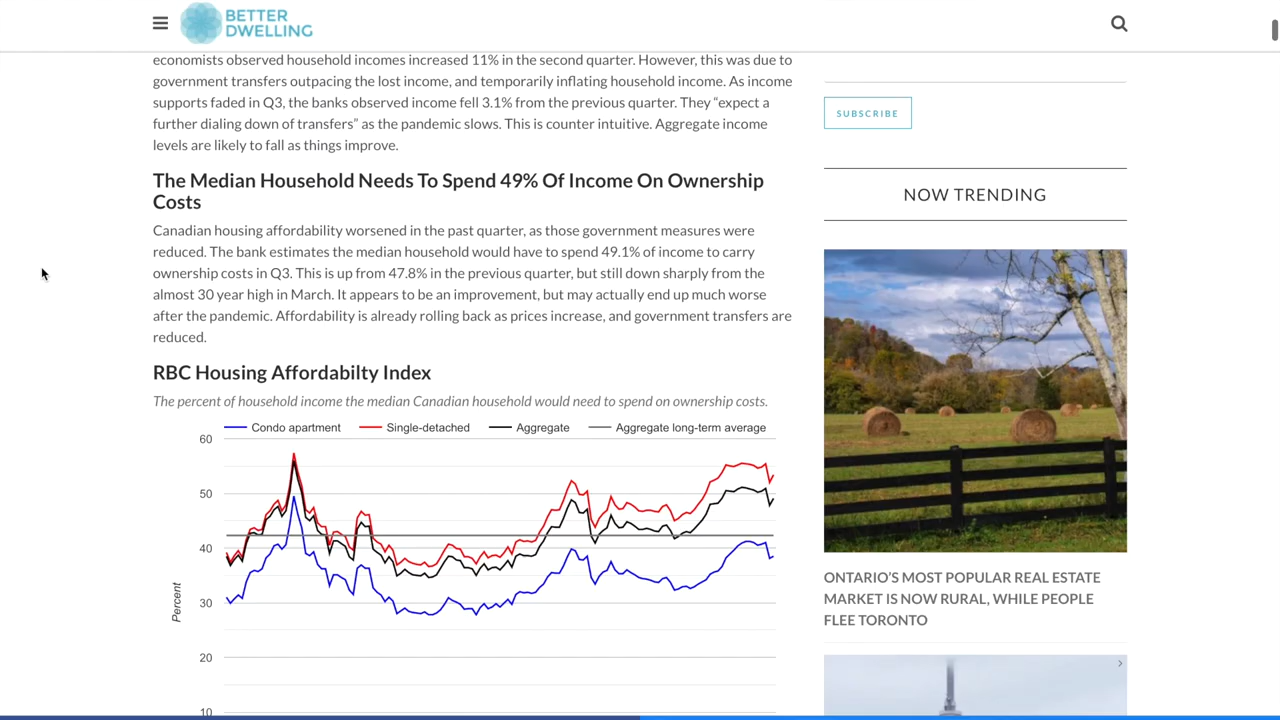 BETTER
DWELLING
economists observed household incomes increased 11% in the second quarter. However, this was due to
government transfers outpacing the lost income, and temporarily inflating household income. As income
supports faded in Q3, the banks observed income fell 3.1% from the previous quarter. They “expect a
further dialing down of transfers” as the pandemic slows. This is counter intuitive. Aggregate income
levels are likely to fall as things improve.
The Median Household Needs To Spend 49% Of Income On Ownership
Costs
Canadian housing affordability worsened in the past quarter, as those government measures were
reduced. The bank estimates the median household would have to spend 49.1% of income to carry
ownership costs in Q3. This is up from 47.8% in the previous quarter, but still down sharply from the
almost 30 year high in March. It appears to be an improvement, but may actually end up much worse
after the pandemic. Affordability is already rolling back as prices increase, and government transfers are
reduced.
RBC Housing Affordabilty Index
The percent of household income the median Canadian household would need to spend on ownership costs.
Condo apartment Single-detached Aggregate Aggregate long-term average
60
50
40
30
20
10
Percent
SUBSCRIBE
NOW TRENDING
ONTARIO’S MOST POPULAR REAL ESTATE
MARKET IS NOW RURAL, WHILE PEOPLE
FLEE TORONTO